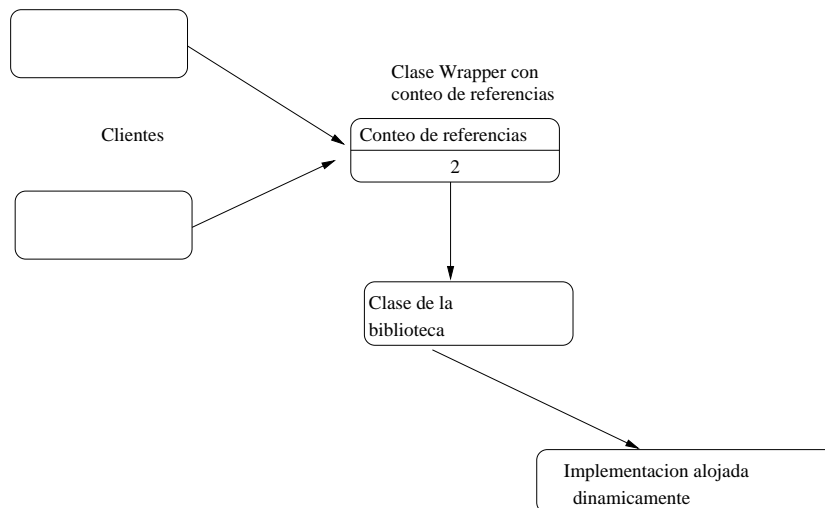 Clase Wrapper con
conteo de referencias
Clientes
Conteo de referencias
2
Clase de la
biblioteca
Implementacion alojada
dinamicamente